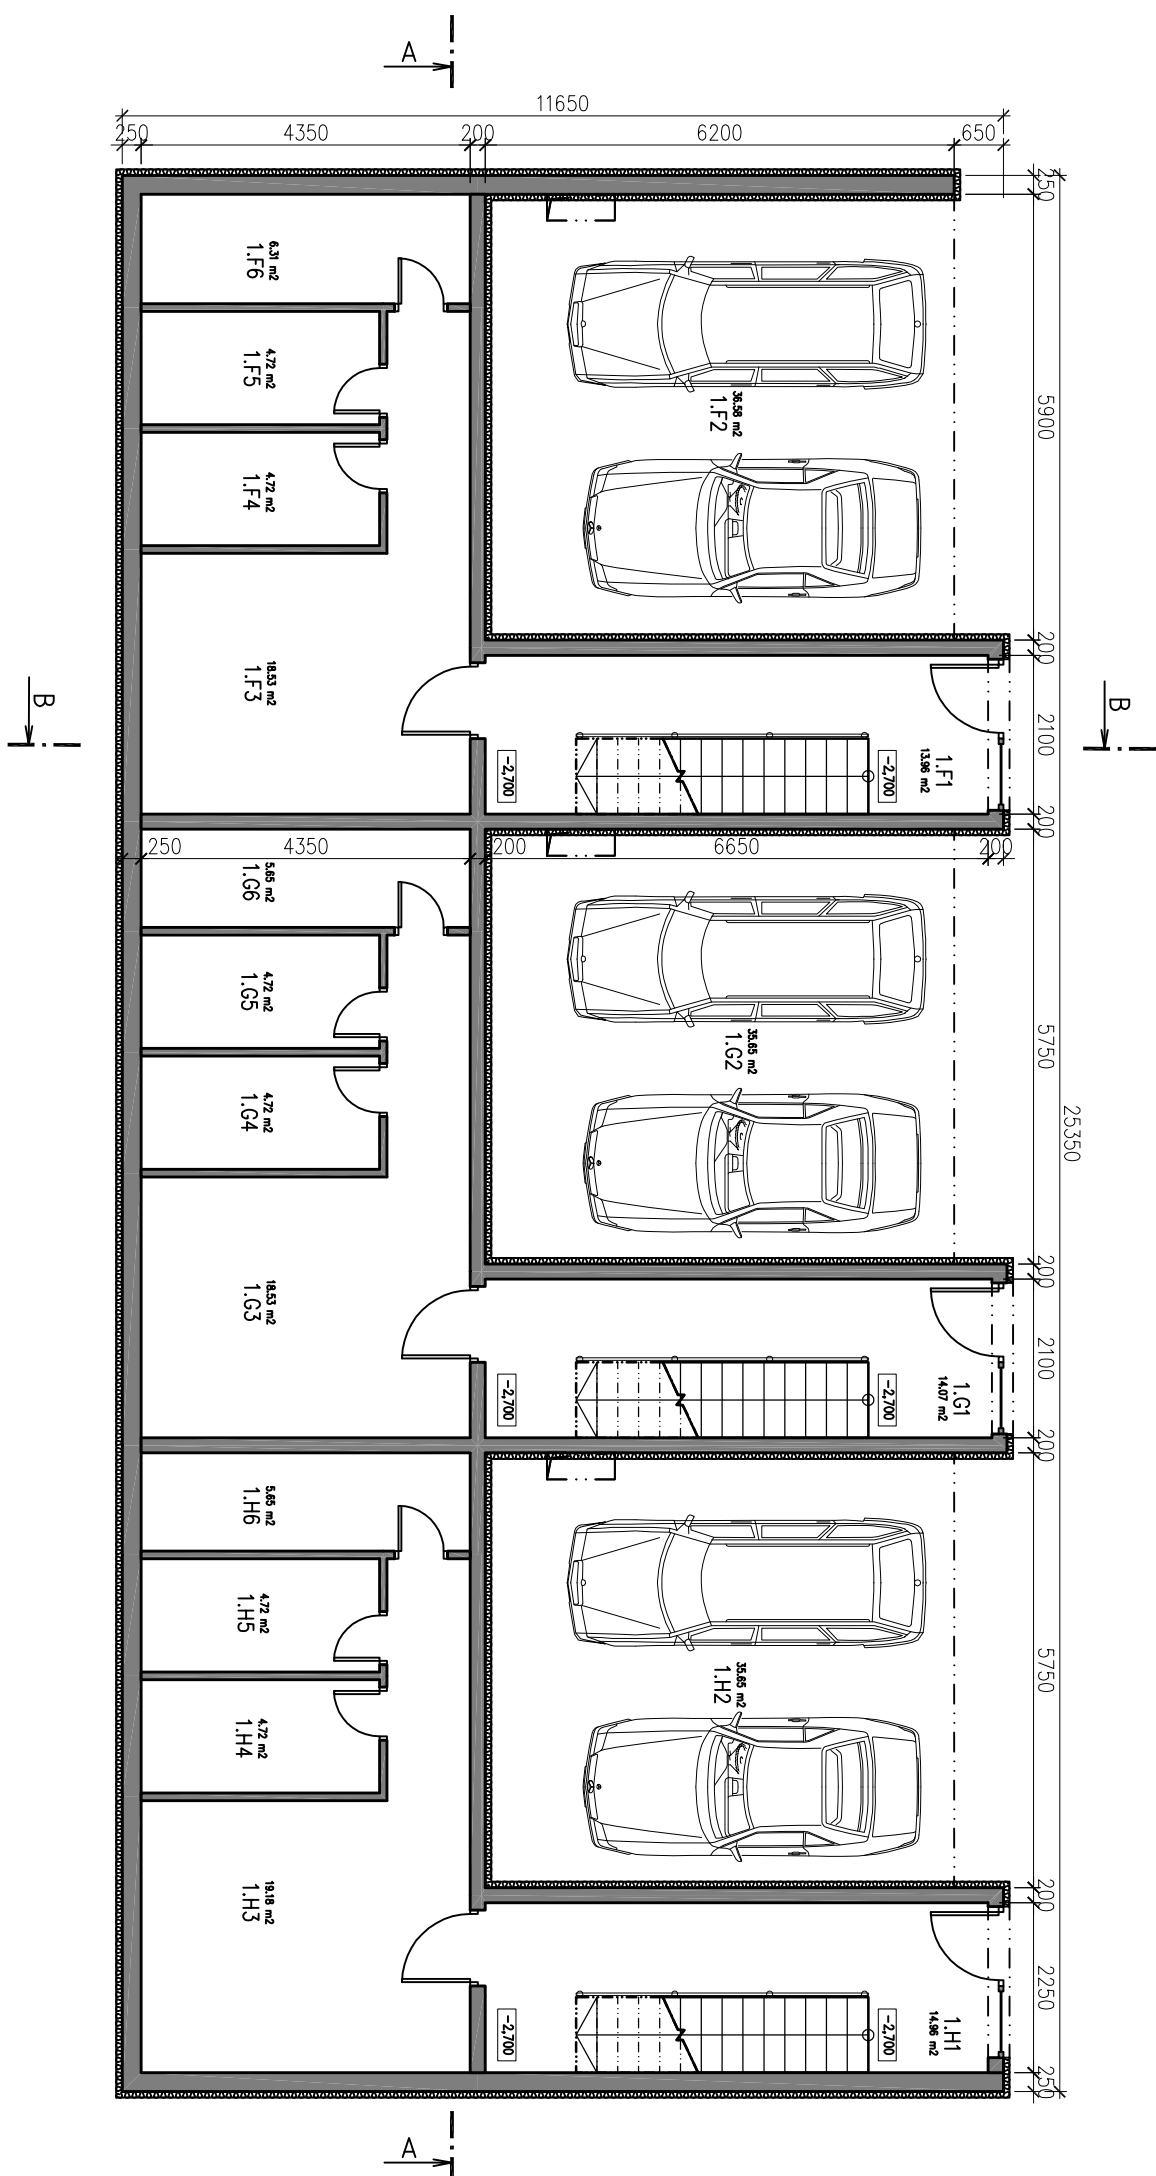 A
11650
250
4350
200
6200
650
250
6.31 m2
1.F6
4.72 m2
1.F5
36.58 m2
1.F2
5900
4.72 m2
1.F4
200
18.53 m2
1.F3
B
B
2100
-2,700
-2,700
1.F1
13.96 m2
200
250
4350
200
6650
200
5.65 m2
1.G6
4.72 m2
1.G5
35.65 m2
1.G2
5750
25350
4.72 m2
1.G4
200
18.53 m2
1.G3
2100
-2,700
-2,700
1.G1
14.07 m2
200
5.65 m2
1.H6
4.72 m2
1.H5
35.65 m2
1.H2
5750
4.72 m2
1.H4
200
19.18 m2
1.H3
2250
-2,700
-2,700
1.H1
14.96 m2
250
A